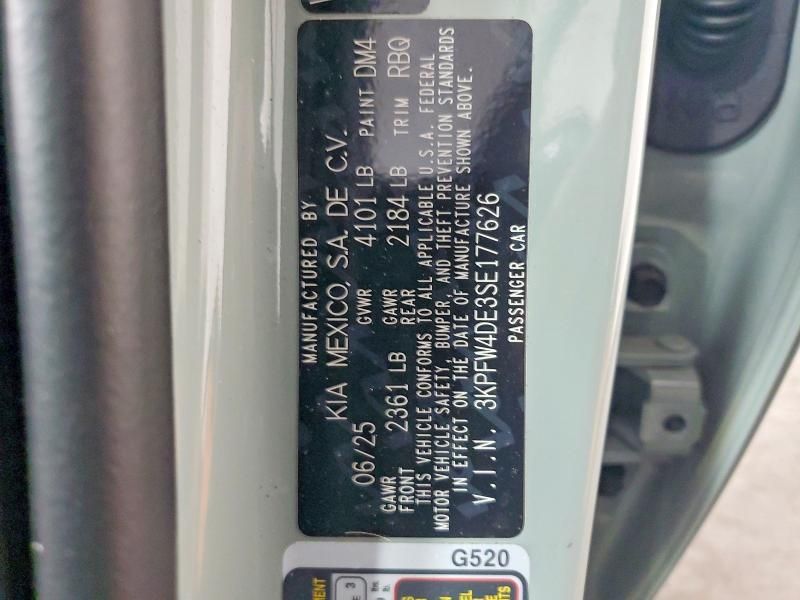 MANUFACTURED BY
KIA MEXICO, S.A. DE C.V.
06/25 GVWR 4101 LB PAINT DM4
GAWR FRONT 2361 LB GAWR REAR 2184 LB TRIM RBQ
THIS VEHICLE CONFORMS TO ALL APPLICABLE U.S.A. FEDERAL
MOTOR VEHICLE SAFETY, BUMPER, AND THEFT PREVENTION STANDARDS
IN EFFECT ON THE DATE OF MANUFACTURE SHOWN ABOVE.
V.I.N. 3KPFW4DE3SE177626
PASSENGER CAR
G520